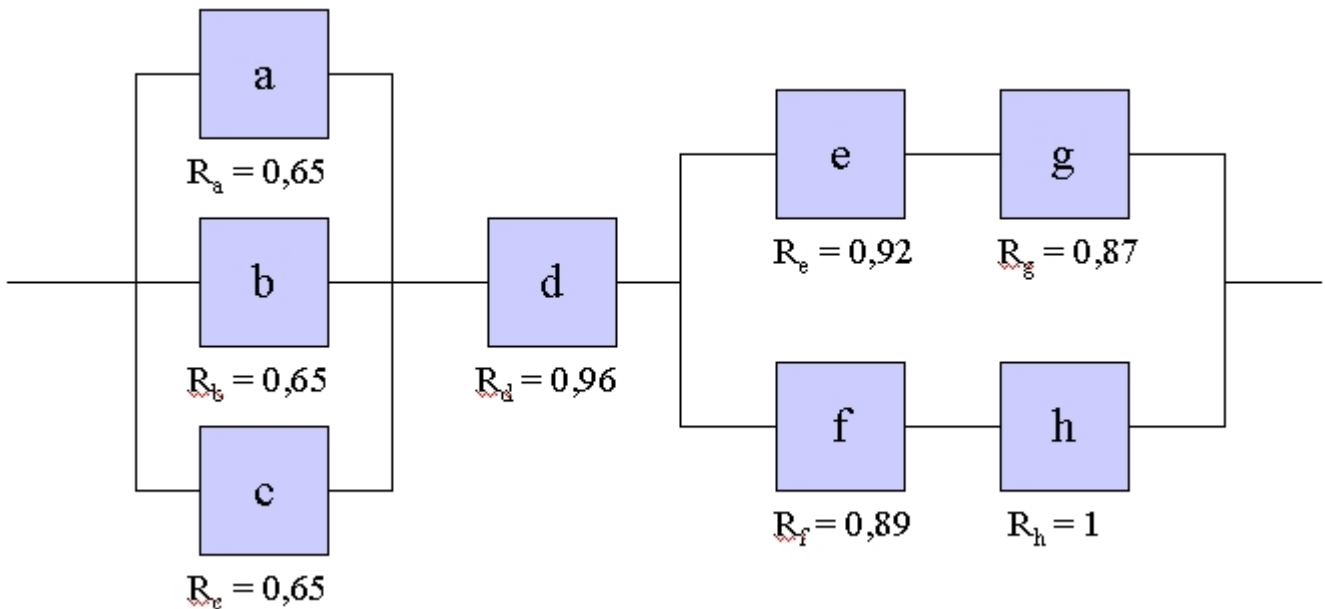 a
R_a = 0,65
b
R_b = 0,65
c
R_c = 0,65
d
R_d = 0,96
e
R_e = 0,92
g
R_g = 0,87
f
R_f = 0,89
h
R_h = 1